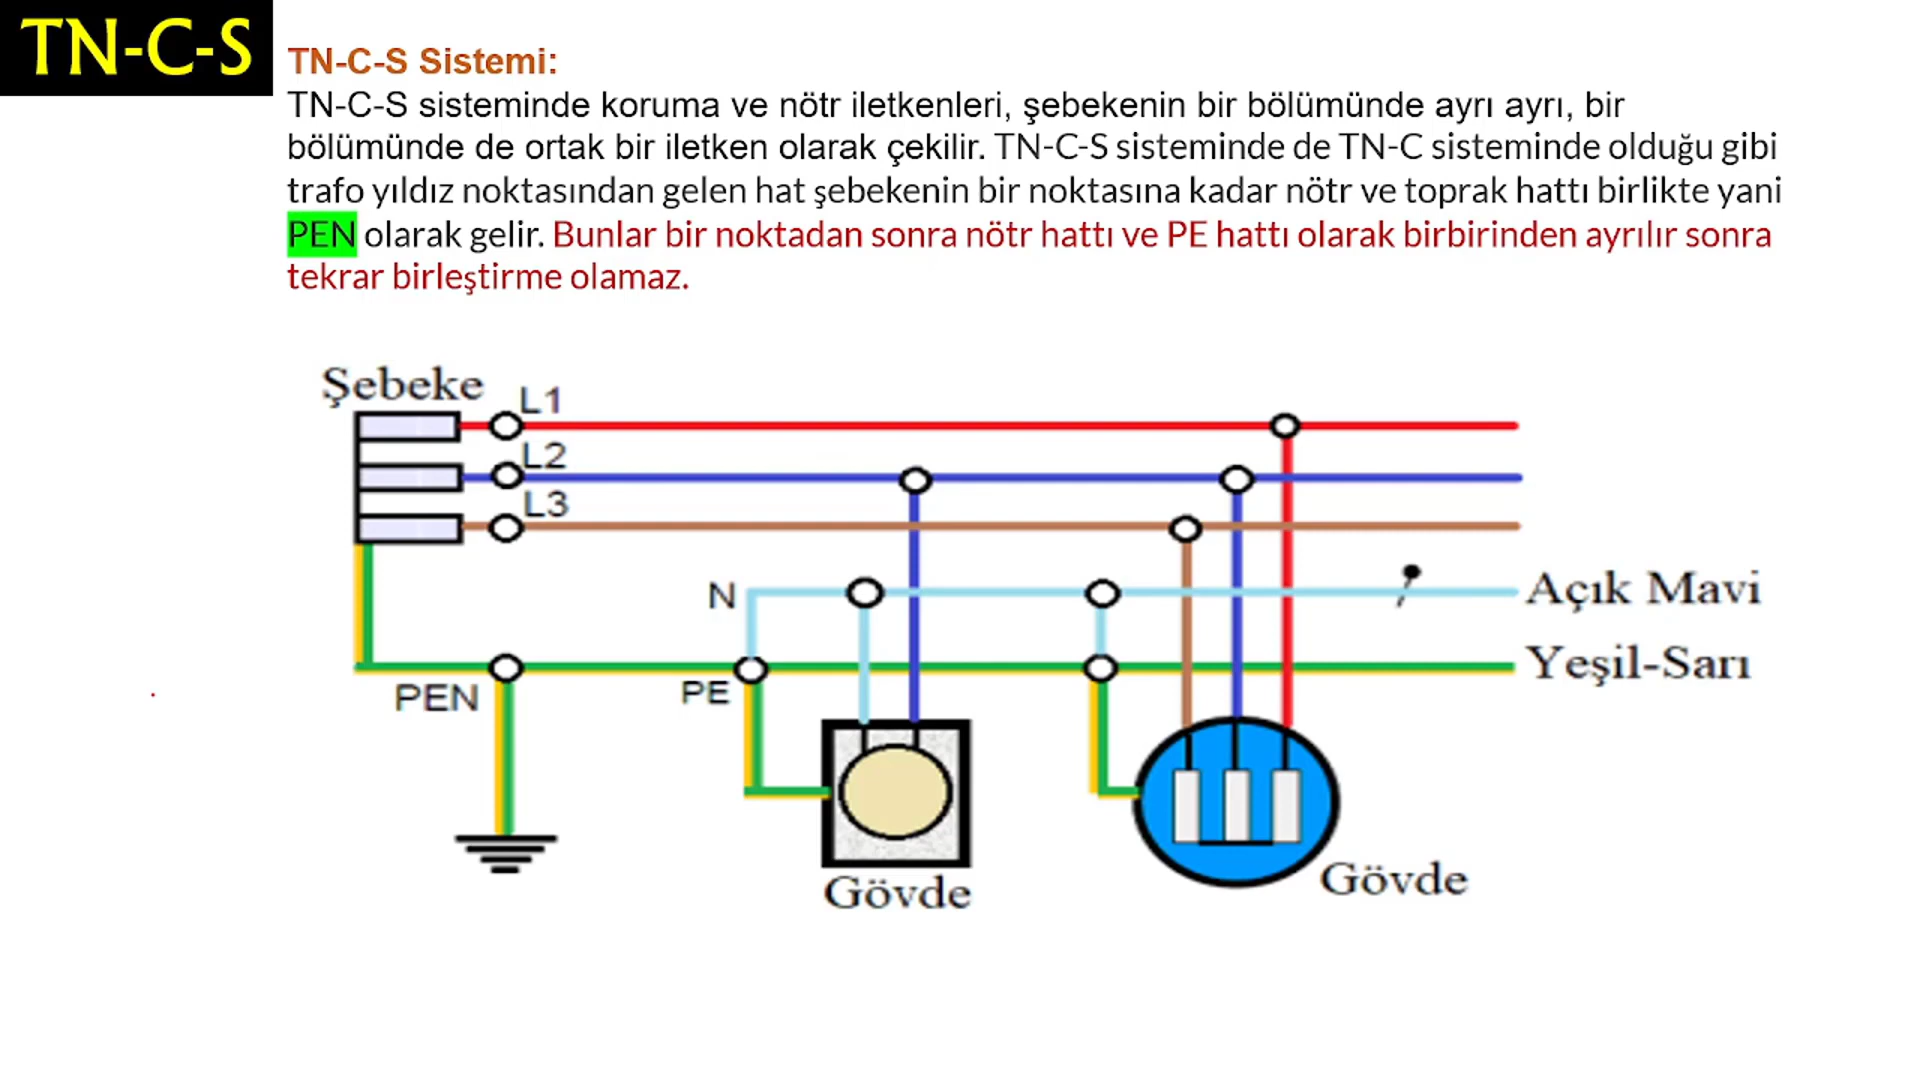 TN-C-S
TN-C-S Sistemi:
TN-C-S sisteminde koruma ve nötr iletkenleri, şebekenin bir bölümünde ayrı ayrı, bir
bölümünde de ortak bir iletken olarak çekilir. TN-C-S sisteminde de TN-C sisteminde olduğu gibi
trafo yıldız noktasından gelen hat şebekenin bir noktasına kadar nötr ve toprak hattı birlikte yani
PEN olarak gelir. Bunlar bir noktadan sonra nötr hattı ve PE hattı olarak birbirinden ayrılır sonra
tekrar birleştirme olamaz.
Şebeke
L1
L2
L3
N
Açık Mavi
Yeşil-Sarı
PEN
PE
Gövde
Gövde